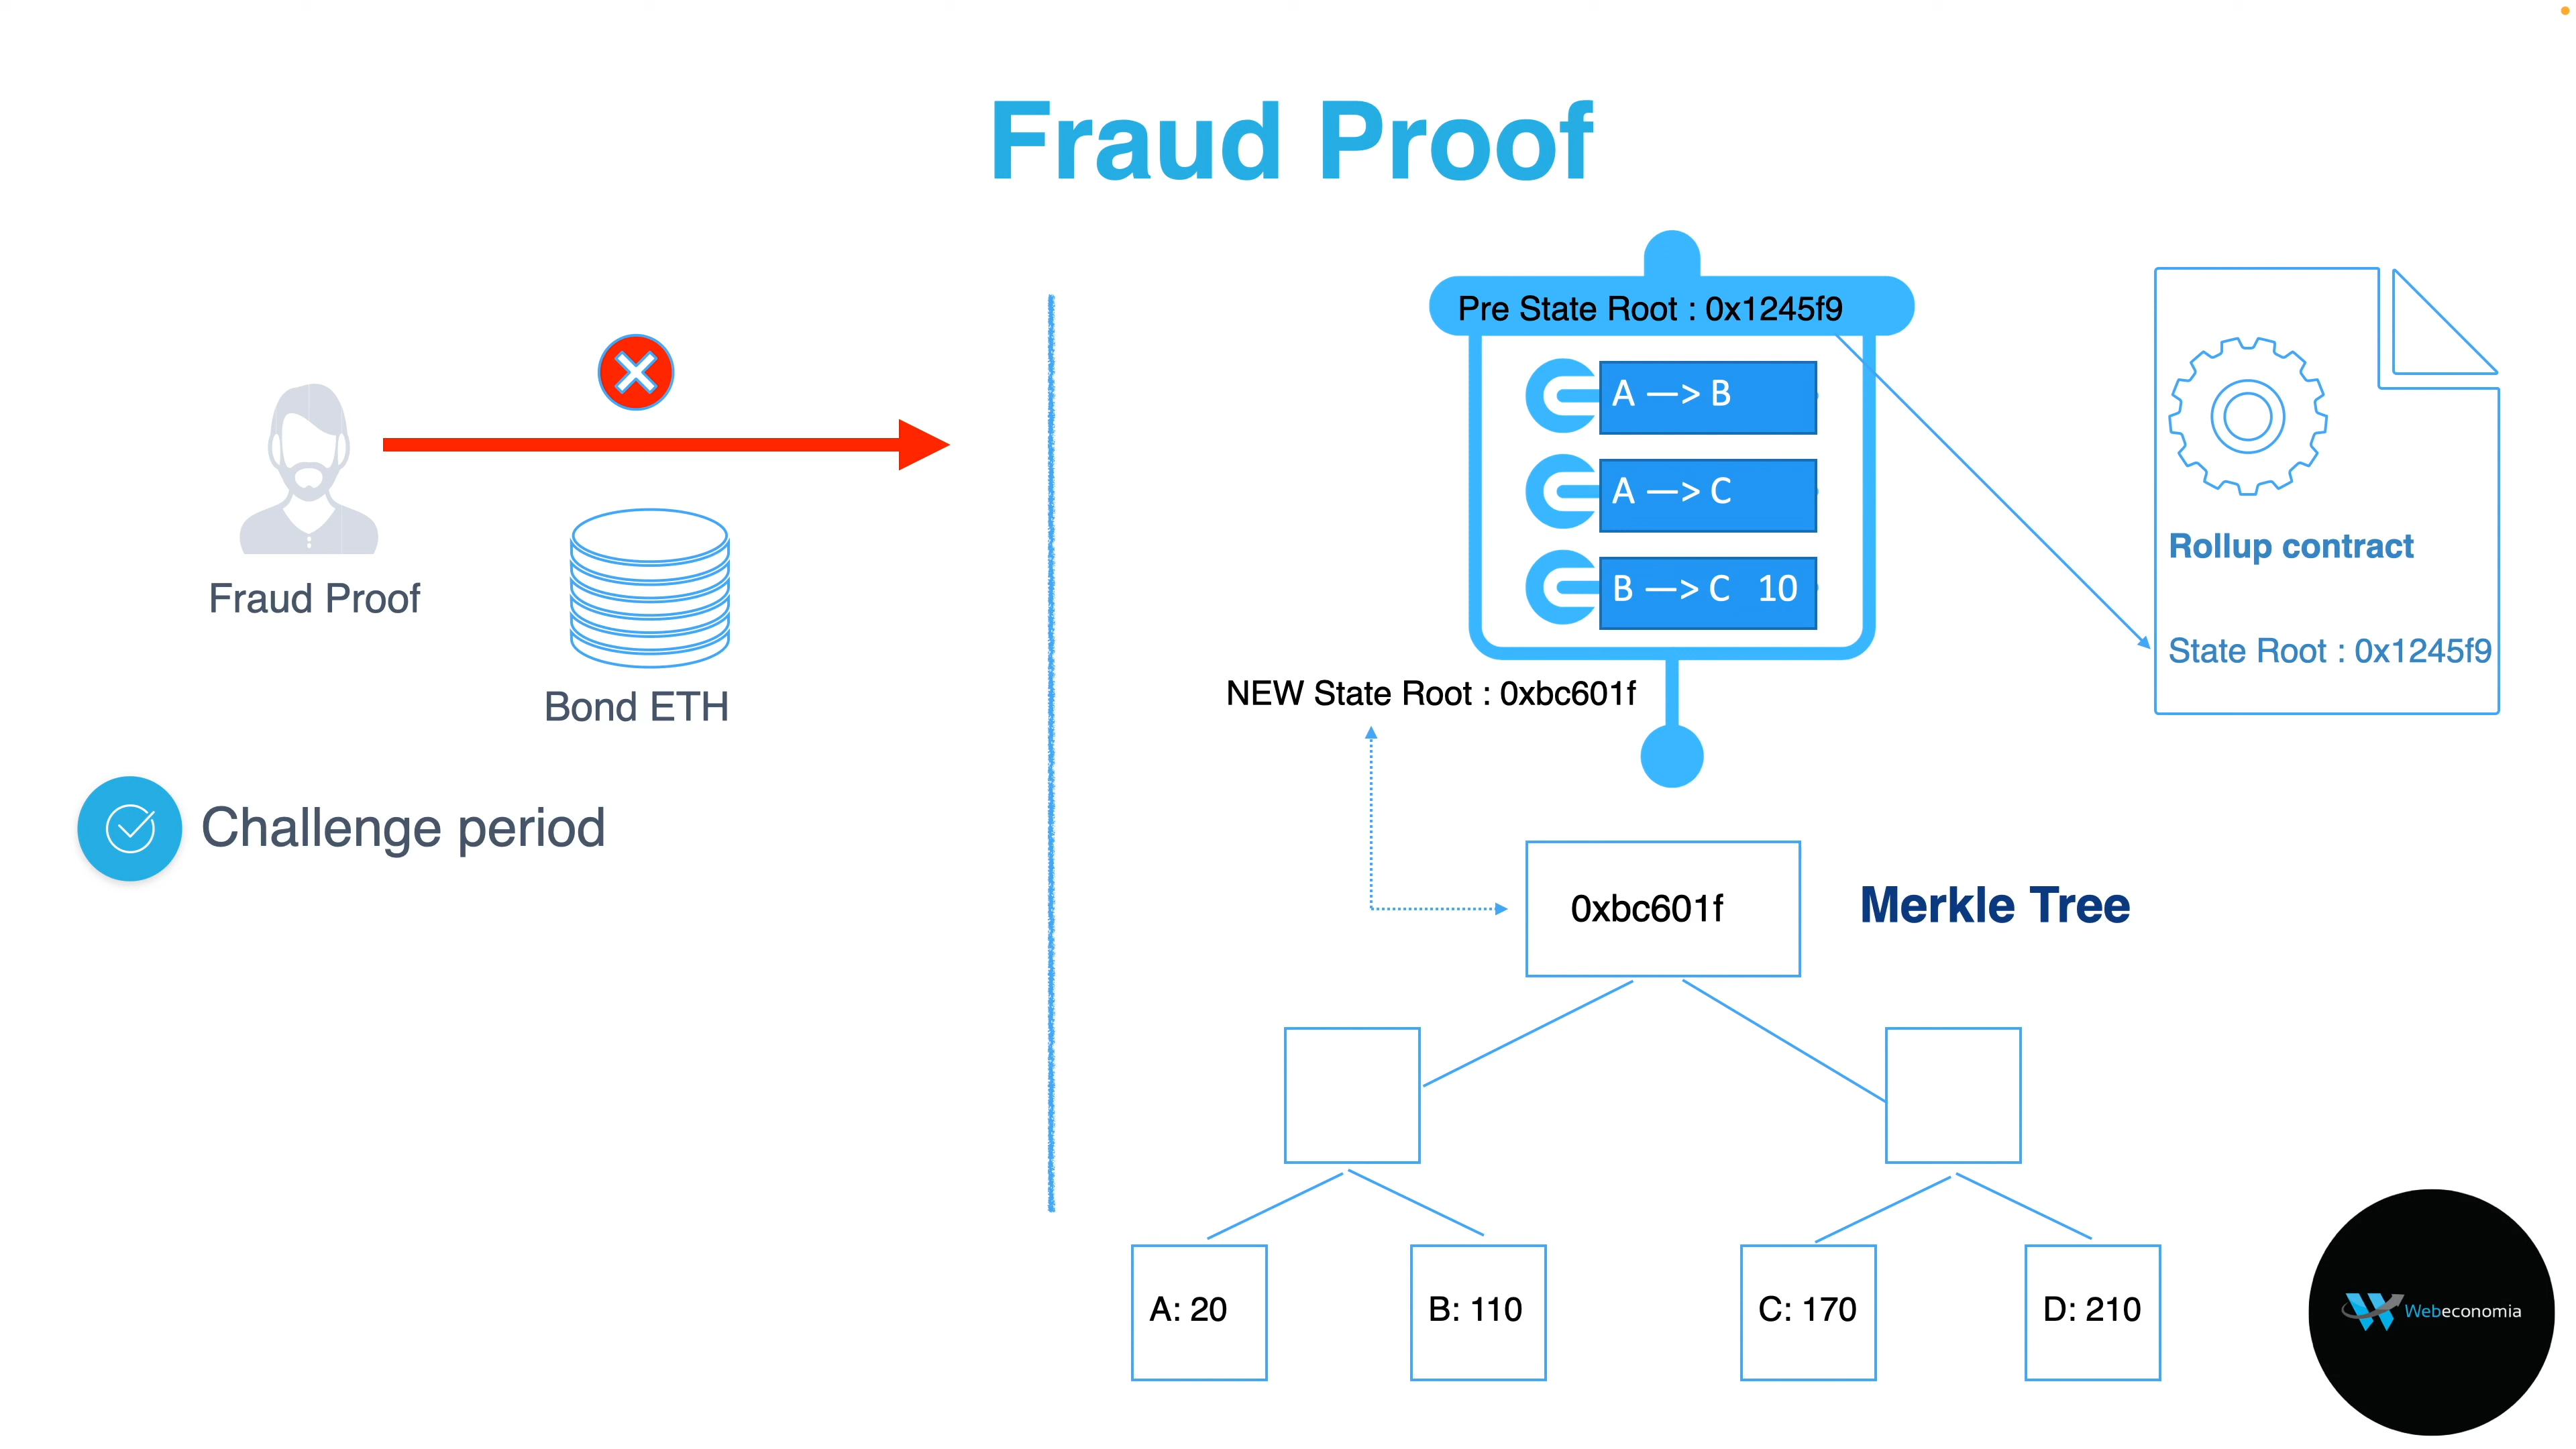 Fraud Proof
Fraud Proof
Bond ETH
Challenge period
Pre State Root : 0x1245f9
A —> B
A —> C
B —> C 10
NEW State Root : 0xbc601f
Rollup contract
State Root : 0x1245f9
0xbc601f
Merkle Tree
A: 20
B: 110
C: 170
D: 210
Webeconomia